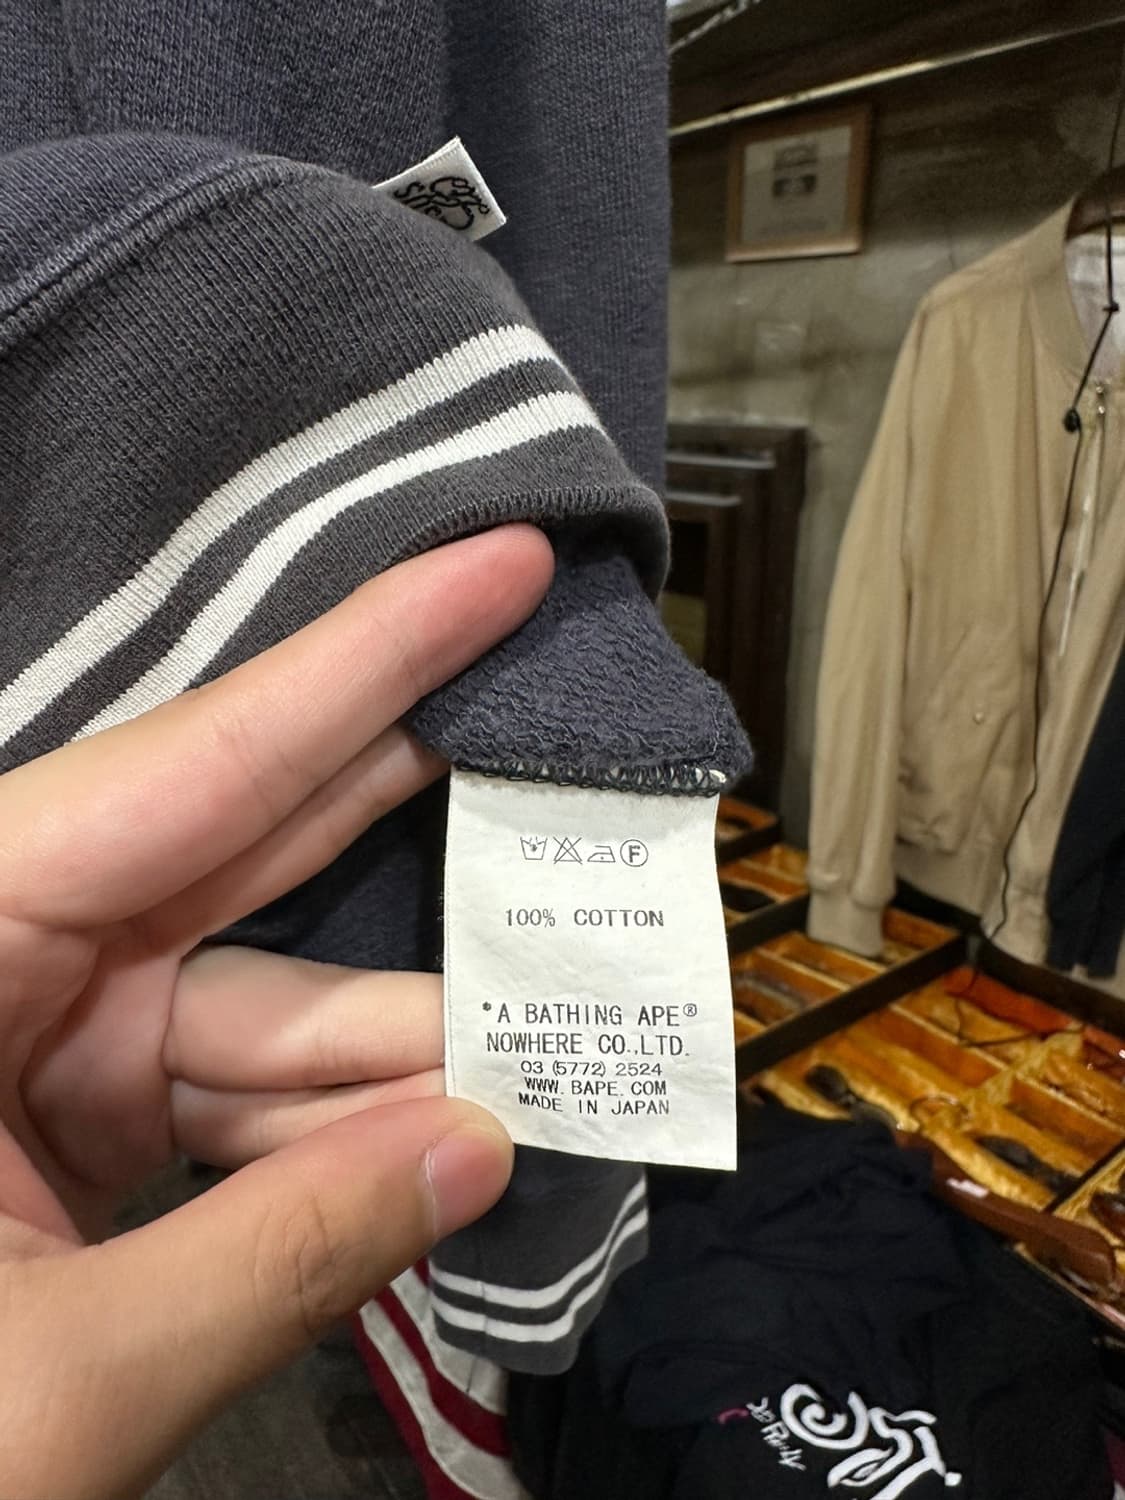 F
100% COTTON
*A BATHING APE®
NOWHERE CO.,LTD.
03 (5772) 2524
WWW. BAPE. COM
MADE IN JAPAN